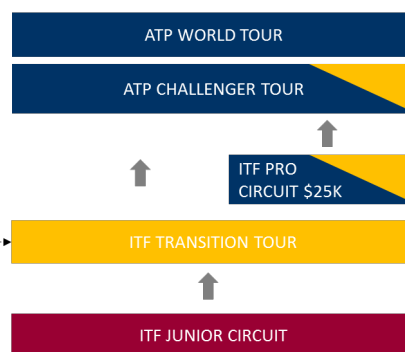 ATP WORLD TOUR
ATP CHALLENGER TOUR
ITF PRO
CIRCUIT $25K
ITF TRANSITION TOUR
ITF JUNIOR CIRCUIT